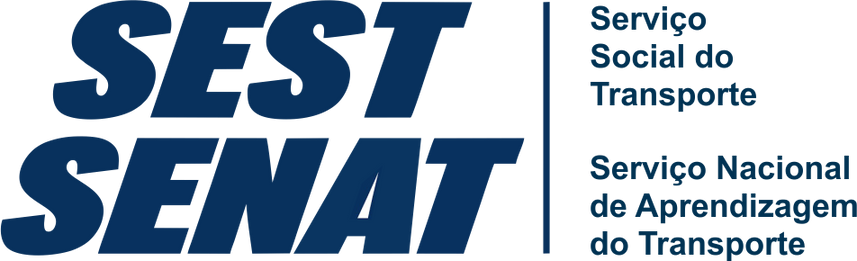 SEST
SENAT
Serviço
Social do
Transporte
Serviço Nacional
de Aprendizagem
do Transporte